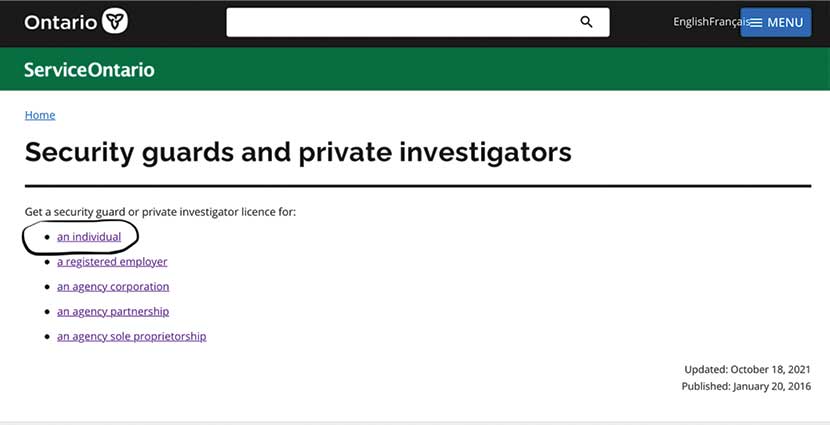 Ontario
EnglishFrançais
MENU
ServiceOntario
Home
Security guards and private investigators
Get a security guard or private investigator licence for:
an individual
a registered employer
an agency corporation
an agency partnership
an agency sole proprietorship
Updated: October 18, 2021
Published: January 20, 2016